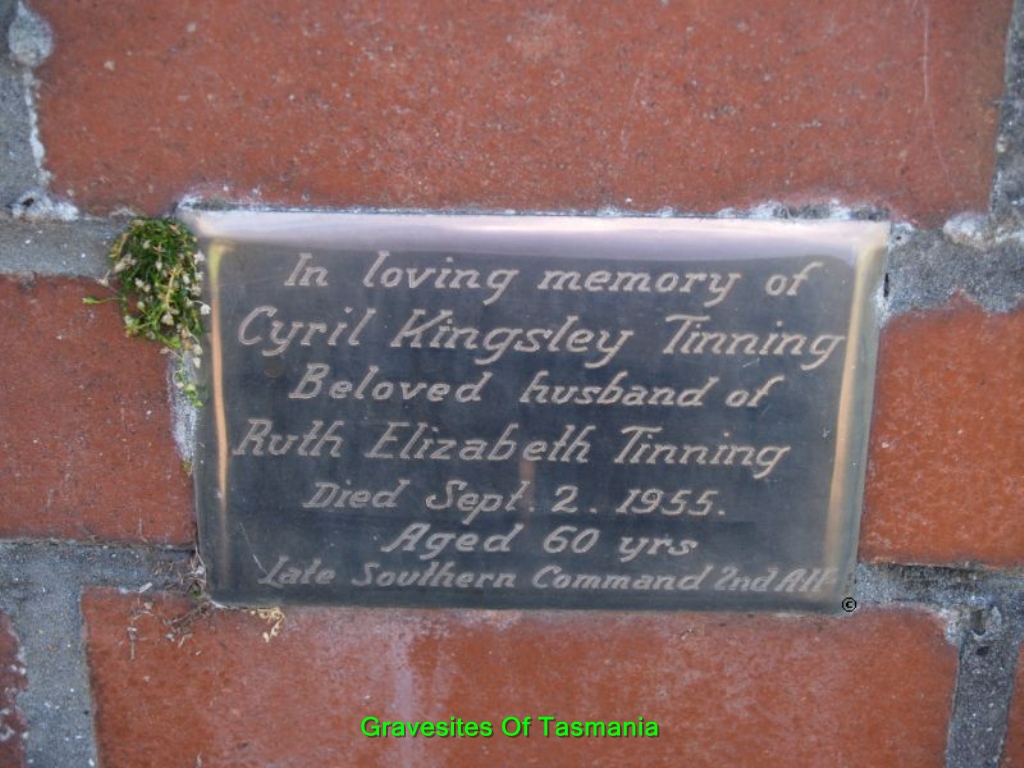 In loving memory of
Cyril Kingsley Tinning
Beloved husband of
Ruth Elizabeth Tinning
Died Sept. 2. 1955.
Aged 60 yrs
Late Southern Command 2nd AIF
©
Gravesites Of Tasmania